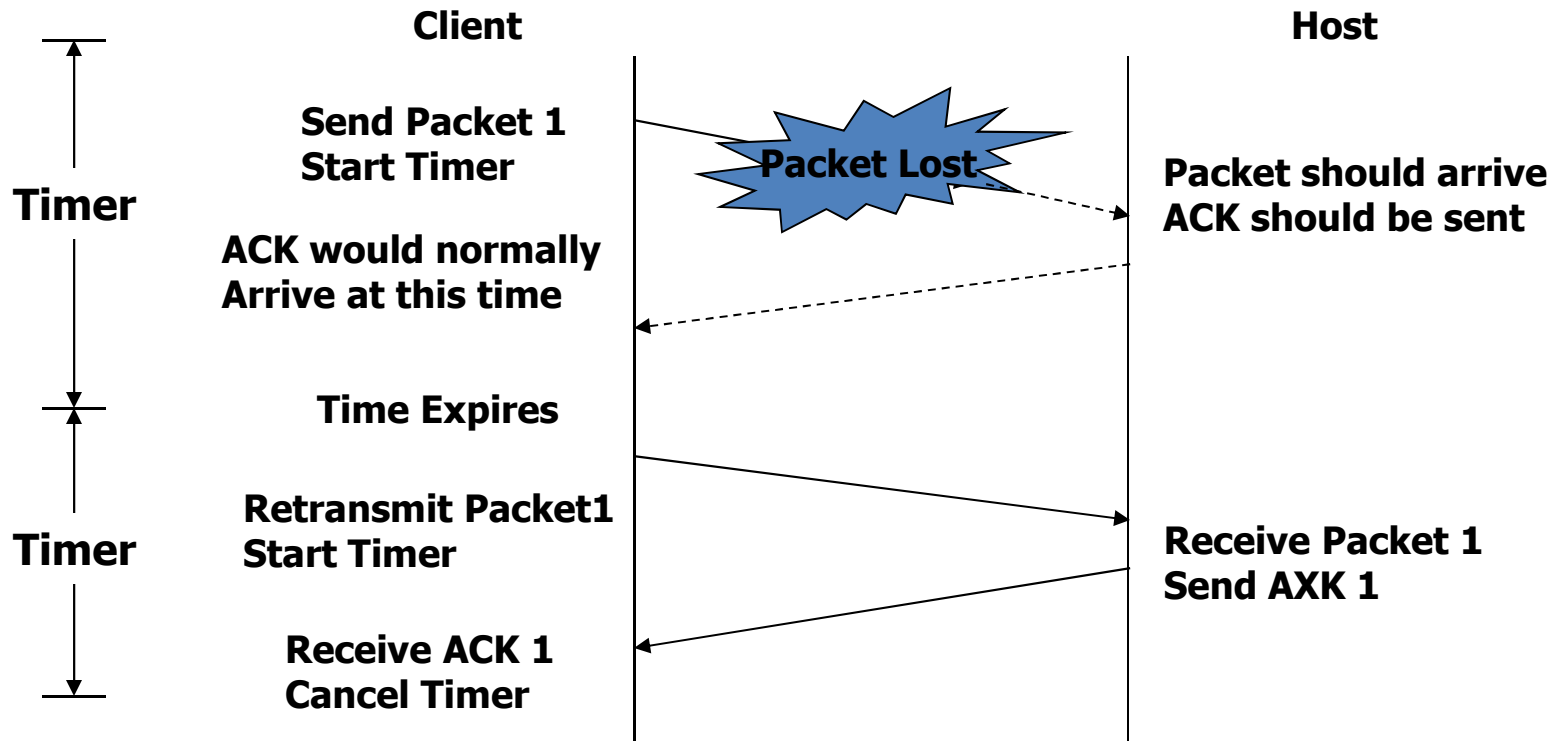 Client
Host
Timer
Send Packet 1
Start Timer
Packet Lost
Packet should arrive
ACK should be sent
ACK would normally
Arrive at this time
Time Expires
Timer
Retransmit Packet1
Start Timer
Receive Packet 1
Send AXK 1
Receive ACK 1
Cancel Timer